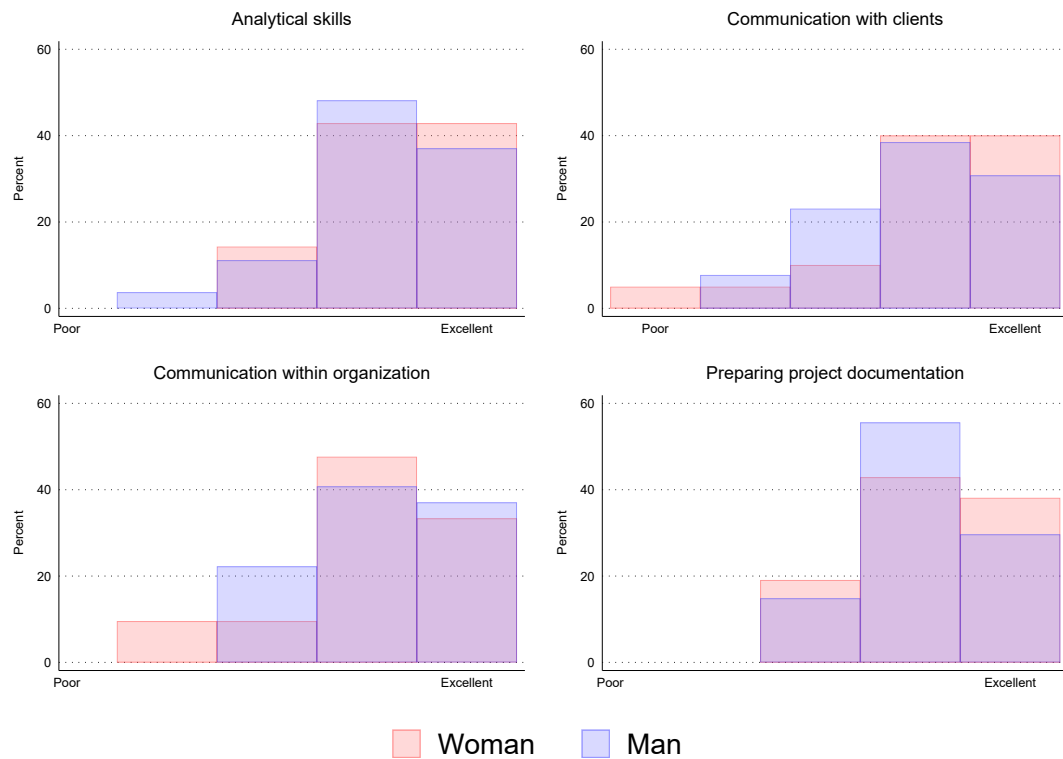 Analytical skills
Percent
60
40
20
0
Poor Excellent
Communication with clients
Percent
60
40
20
0
Poor Excellent
Communication within organization
Percent
60
40
20
0
Poor Excellent
Preparing project documentation
Percent
60
40
20
0
Poor Excellent
Woman Man